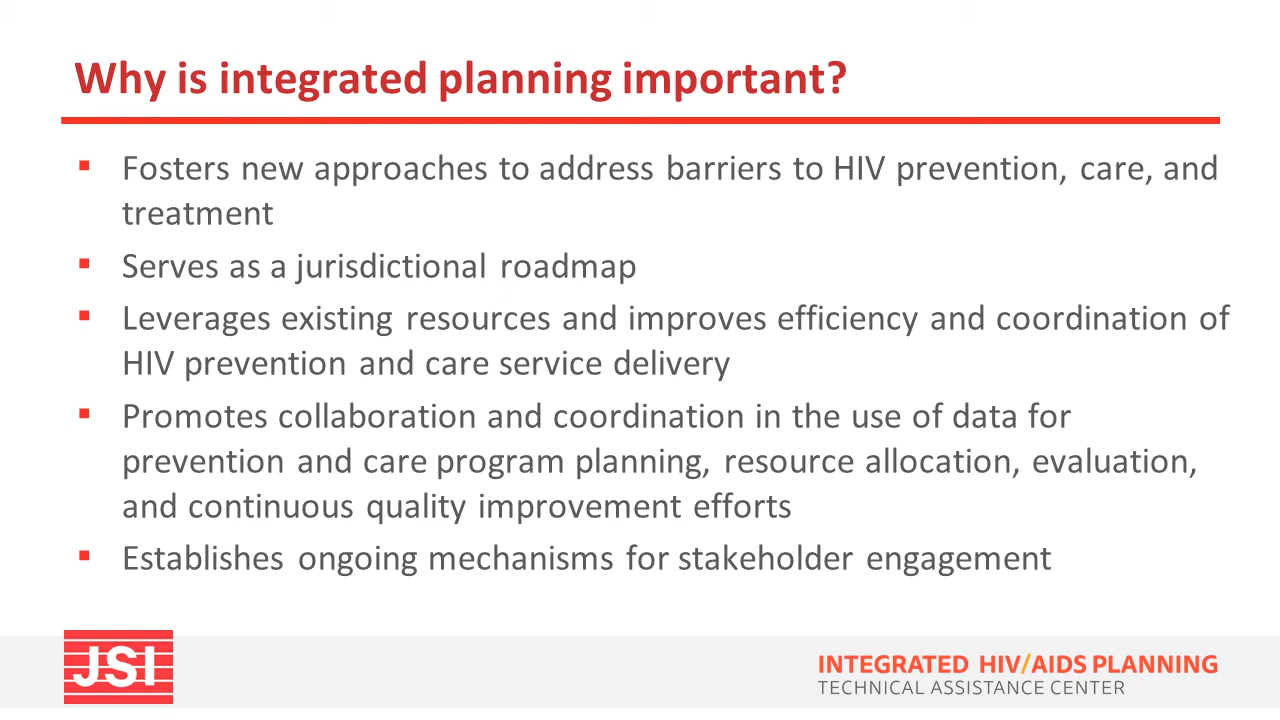 Why is integrated planning important?
▪ Fosters new approaches to address barriers to HIV prevention, care, and
treatment
▪ Serves as a jurisdictional roadmap
▪ Leverages existing resources and improves efficiency and coordination of
HIV prevention and care service delivery
▪ Promotes collaboration and coordination in the use of data for
prevention and care program planning, resource allocation, evaluation,
and continuous quality improvement efforts
▪ Establishes ongoing mechanisms for stakeholder engagement
JSI
INTEGRATED HIV/AIDS PLANNING
TECHNICAL ASSISTANCE CENTER